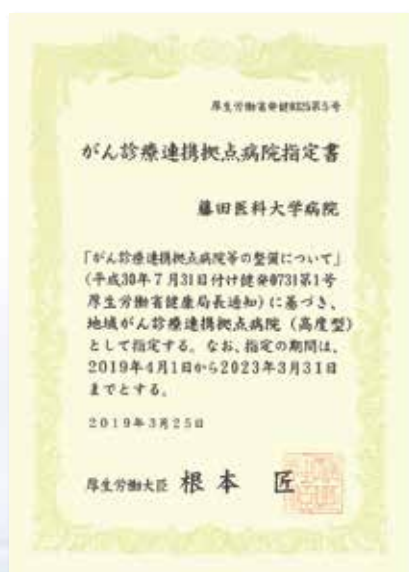 厚生労働省発健0325第5号
がん診療連携拠点病院指定書
藤田医科大学病院
「がん診療連携拠点病院等の整備について」
(平成30年7月31日付け健発0731第1号
厚生労働省健康局長通知)に基づき、
地域がん診療連携拠点病院(高度型)
として指定する。なお、指定の期間は、
2019年4月1日から2023年3月31日
までとする。
2019年3月25日
厚生労働大臣 根本 匠